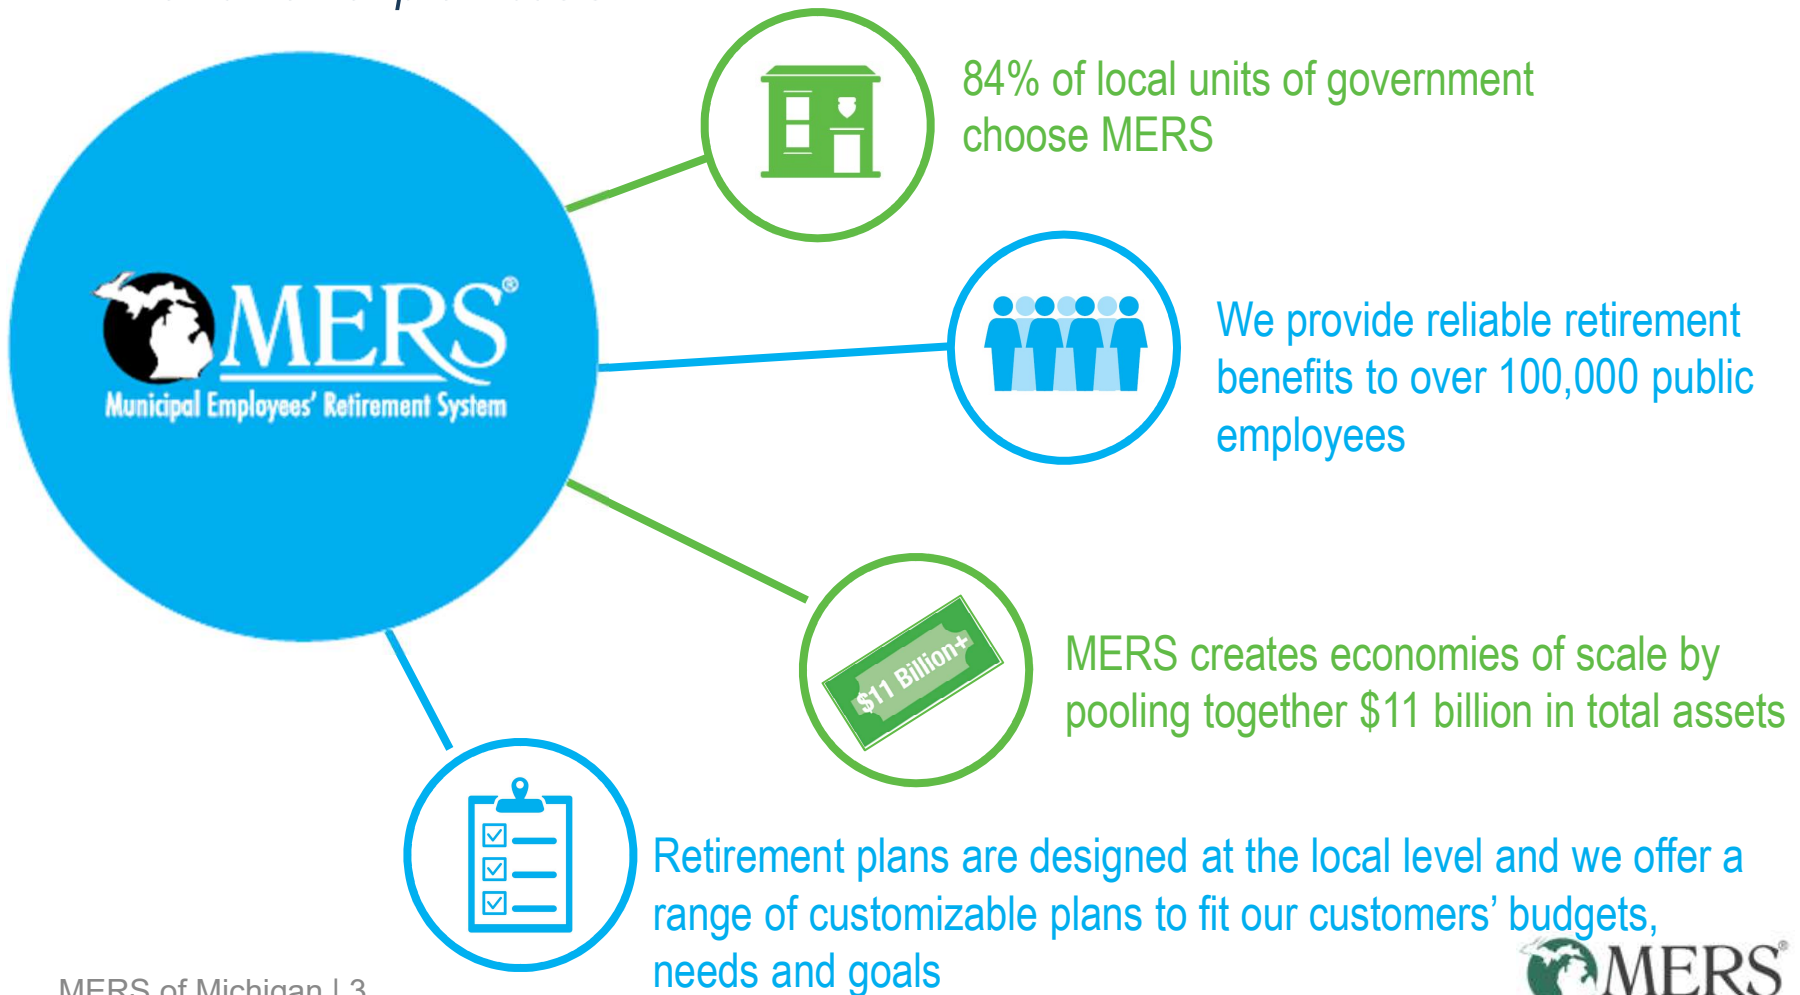 84% of local units of government
choose MERS
MERS®
Municipal Employees' Retirement System
We provide reliable retirement
benefits to over 100,000 public
employees
$11 Billion+
MERS creates economies of scale by
pooling together $11 billion in total assets
Retirement plans are designed at the local level and we offer a
range of customizable plans to fit our customers’ budgets,
needs and goals
MERS of Michigan | 3
MERS®